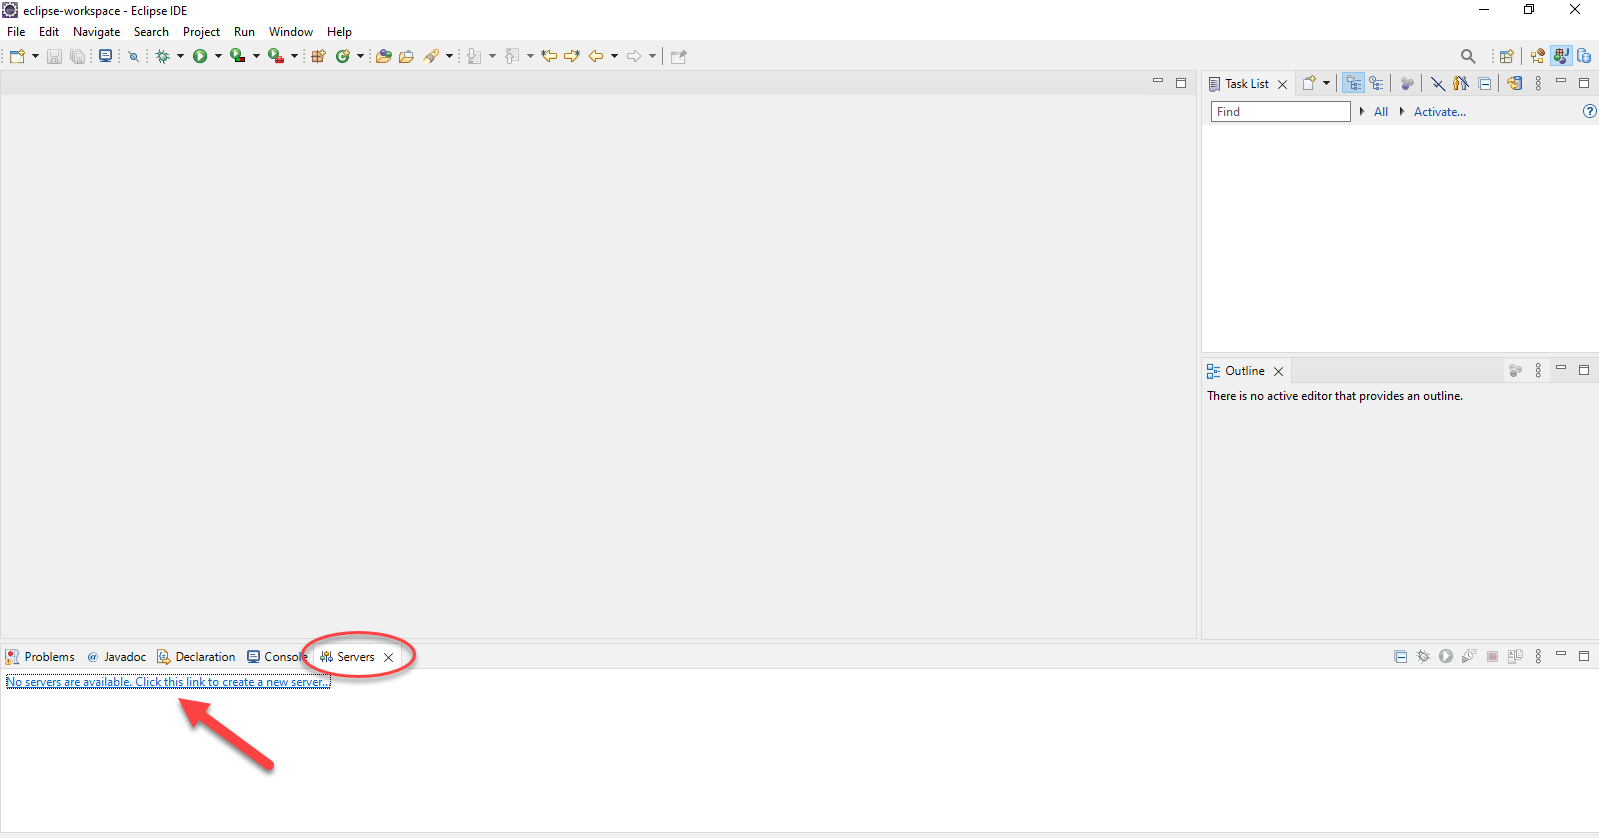 eclipse-workspace - Eclipse IDE
File Edit Navigate Search Project Run Window Help
Task List
Find All Activate...
Outline
There is no active editor that provides an outline.
Problems @ Javadoc Declaration Console Servers
No servers are available. Click this link to create a new server...